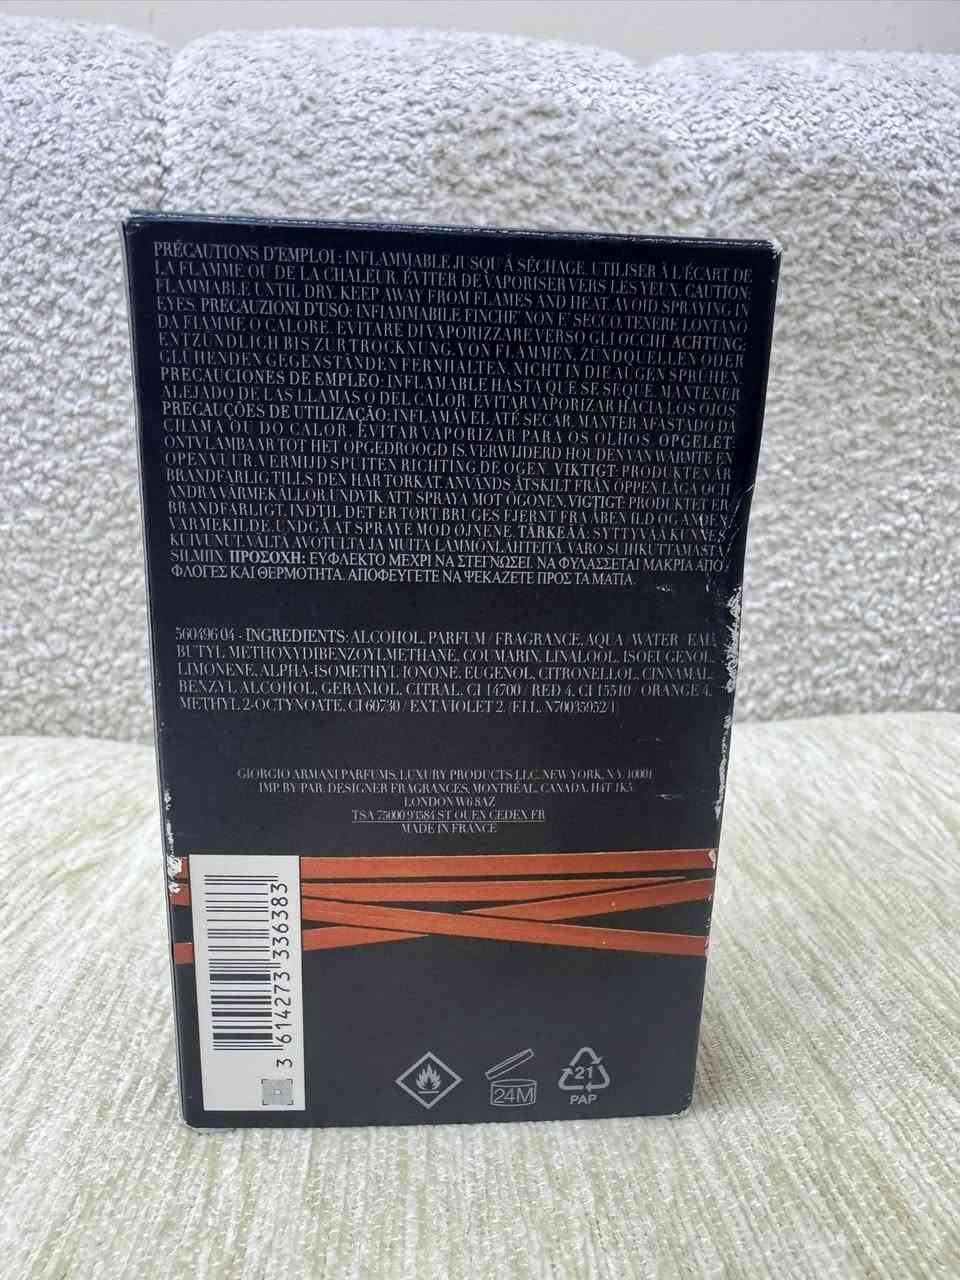 PRÉCAUTIONS D'EMPLOI : INFLAMMABLE JUSQU'À SÉCHAGE. UTILISER À L'ÉCART DE
LA FLAMME OU DE LA CHALEUR. ÉVITER DE VAPORISER VERS LES YEUX. CAUTION:
FLAMMABLE UNTIL DRY. KEEP AWAY FROM FLAMES AND HEAT. AVOID SPRAYING IN
EYES. PRECAUZIONI D'USO: INFIAMMABILE FINCHE' NON E' SECCO. TENERE LONTANO
DA FIAMME O CALORE. EVITARE DI VAPORIZZARE VERSO GLI OCCHI. ACHTUNG:
ENTZÜNDLICH BIS ZUR TROCKNUNG. VON FLAMMEN, ZÜNDQUELLEN ODER
GLÜHENDEN GEGENSTÄNDEN FERNHALTEN. NICHT IN DIE AUGEN SPRÜHEN.
PRECAUCIONES DE EMPLEO: INFLAMABLE HASTA QUE SE SEQUE. MANTENER
ALEJADO DE LAS LLAMAS O DEL CALOR. EVITAR VAPORIZAR HACIA LOS OJOS.
PRECAUÇÕES DE UTILIZAÇÃO: INFLAMÁVEL ATÉ SECAR. MANTER AFASTADO DA
CHAMA OU DO CALOR. EVITAR VAPORIZAR PARA OS OLHOS. OPGELET:
ONTVLAMBAAR TOT HET OPGEDROOGD IS. VERWIJDERD HOUDEN VAN WARMTE EN
OPEN VUUR. VERMIJD SPUITEN RICHTING DE OGEN. VIKTIGT: PRODUKTEN ÄR
BRANDFARLIG TILLS DEN HAR TORKAT. ANVÄNDS ÅTSKILT FRÅN ÖPPEN LÅGA OCH
ANDRA VÄRMEKÄLLOR. UNDVIK ATT SPRAYA MOT ÖGONEN. VIGTIGT: PRODUKTET ER
BRANDFARLIGT, INDTIL DET ER TØRT. BRUGES FJERNT FRA ÅBEN ILD OG ANDEN
VARMEKILDE. UNDGÅ AT SPRAYE MOD ØJNENE. TÄRKEÄÄ: SYTTYVÄÄ KUNNES
KUIVUNUT. VÄLTÄ AVOTULTA JA MUITA LÄMMÖNLÄHTEITÄ. VARO SUIHKUTTAMASTA
SILMIIN. ΠΡΟΣΟΧΗ: ΕΥΦΛΕΚΤΟ ΜΕΧΡΙ ΝΑ ΣΤΕΓΝΩΣΕΙ. ΝΑ ΦΥΛΑΣΣΕΤΑΙ ΜΑΚΡΙΑ ΑΠΟ
ΦΛΟΓΕΣ ΚΑΙ ΘΕΡΜΟΤΗΤΑ. ΑΠΟΦΕΥΓΕΤΕ ΝΑ ΨΕΚΑΖΕΤΕ ΠΡΟΣ ΤΑ ΜΑΤΙΑ.
560496 04 - INGREDIENTS: ALCOHOL, PARFUM / FRAGRANCE, AQUA / WATER / EAU,
BUTYL METHOXYDIBENZOYLMETHANE, COUMARIN, LINALOOL, ISOEUGENOL,
LIMONENE, ALPHA-ISOMETHYL IONONE, EUGENOL, CITRONELLOL, CINNAMAL,
BENZYL ALCOHOL, GERANIOL, CITRAL, CI 14700 / RED 4, CI 15510 / ORANGE 4,
METHYL 2-OCTYNOATE, CI 60730 / EXT. VIOLET 2. (F.I.L. N70035952/1)
GIORGIO ARMANI PARFUMS, LUXURY PRODUCTS LLC, NEW YORK, N.Y. 10001
IMP. BY-PAR. DESIGNER FRAGRANCES, MONTRÉAL, CANADA, H4T 1K5
LONDON W6 8AZ
TSA 75000 93584 ST OUEN CEDEX FR
MADE IN FRANCE
3 614273 336383
24M
21
PAP